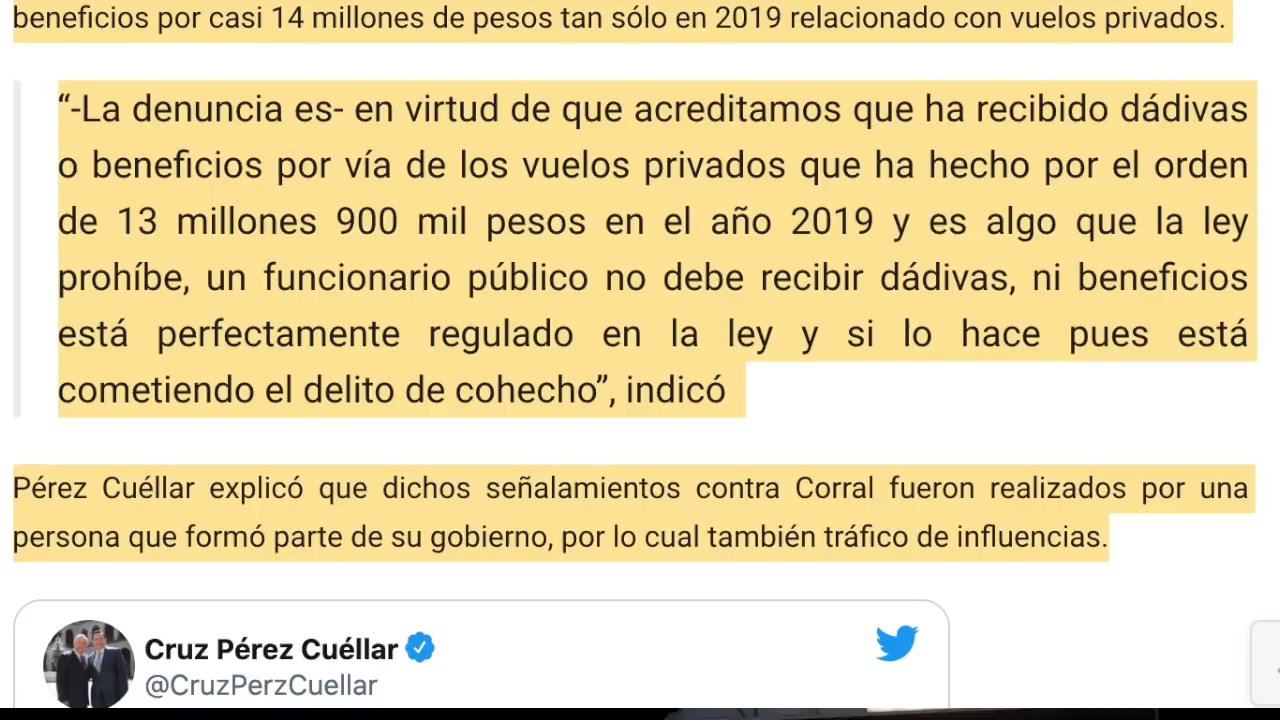 beneficios por casi 14 millones de pesos tan sólo en 2019 relacionado con vuelos privados.
“-La denuncia es- en virtud de que acreditamos que ha recibido dádivas
o beneficios por vía de los vuelos privados que ha hecho por el orden
de 13 millones 900 mil pesos en el año 2019 y es algo que la ley
prohíbe, un funcionario público no debe recibir dádivas, ni beneficios
está perfectamente regulado en la ley y si lo hace pues está
cometiendo el delito de cohecho”, indicó
Pérez Cuéllar explicó que dichos señalamientos contra Corral fueron realizados por una
persona que formó parte de su gobierno, por lo cual también tráfico de influencias.
Cruz Pérez Cuéllar
@CruzPerzCuellar